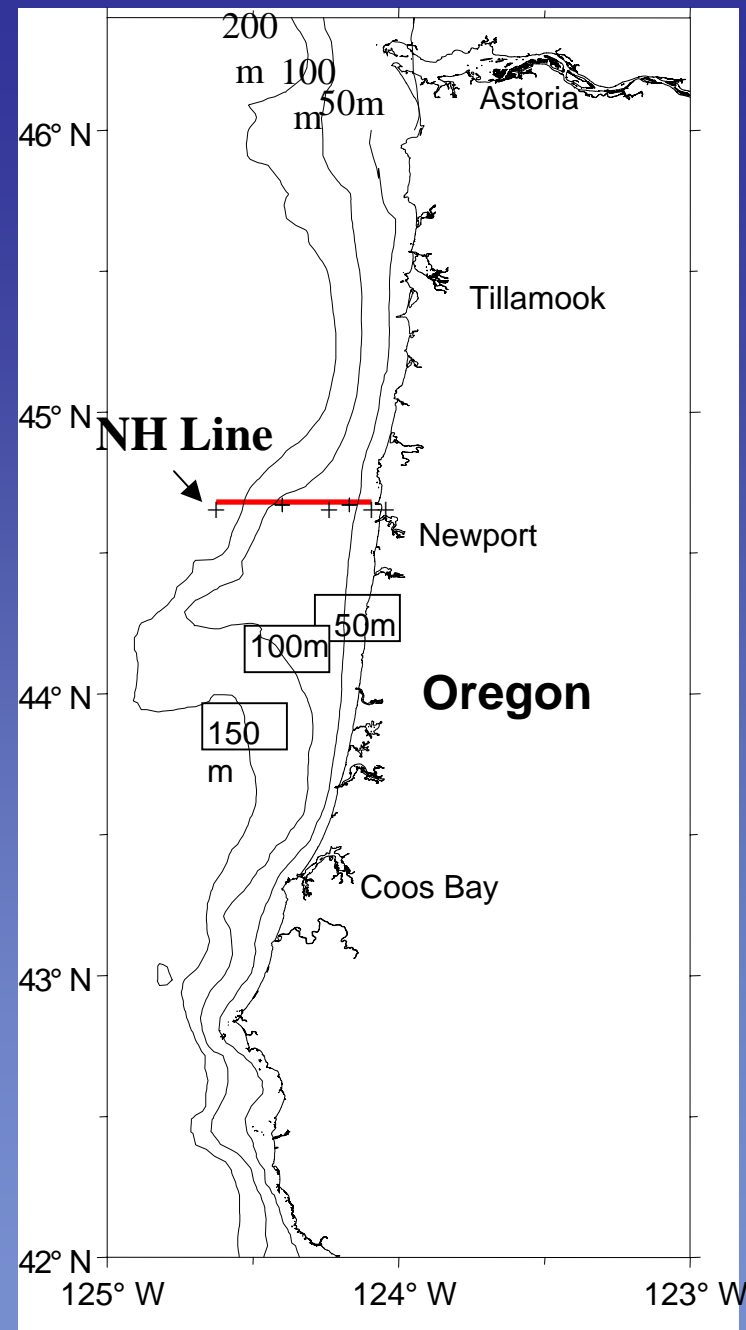 200
m 100
m 50m
Astoria
46° N
Tillamook
45° N
NH Line
Newport
50m
100m
44° N
Oregon
150
m
Coos Bay
43° N
42° N
125° W 124° W 123° W